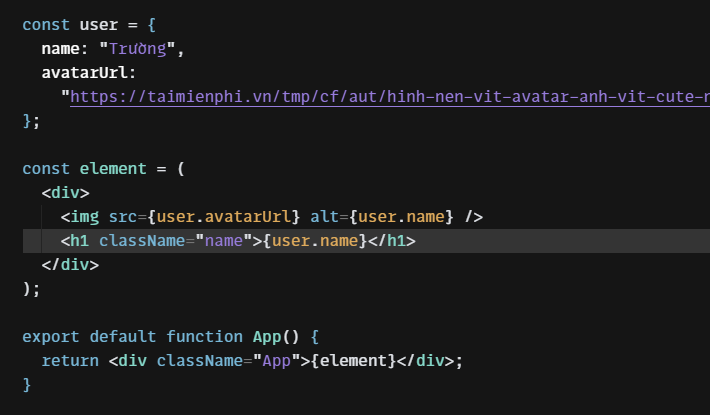 const user = {
  name: "Trường",
  avatarUrl:
    "https://taimienphi.vn/tmp/cf/aut/hinh-nen-vit-avatar-anh-vit-cute-
};
const element = (
  <div>
    <img src={user.avatarUrl} alt={user.name} />
    <h1 className="name">{user.name}</h1>
  </div>
);
export default function App() {
  return <div className="App">{element}</div>;
}